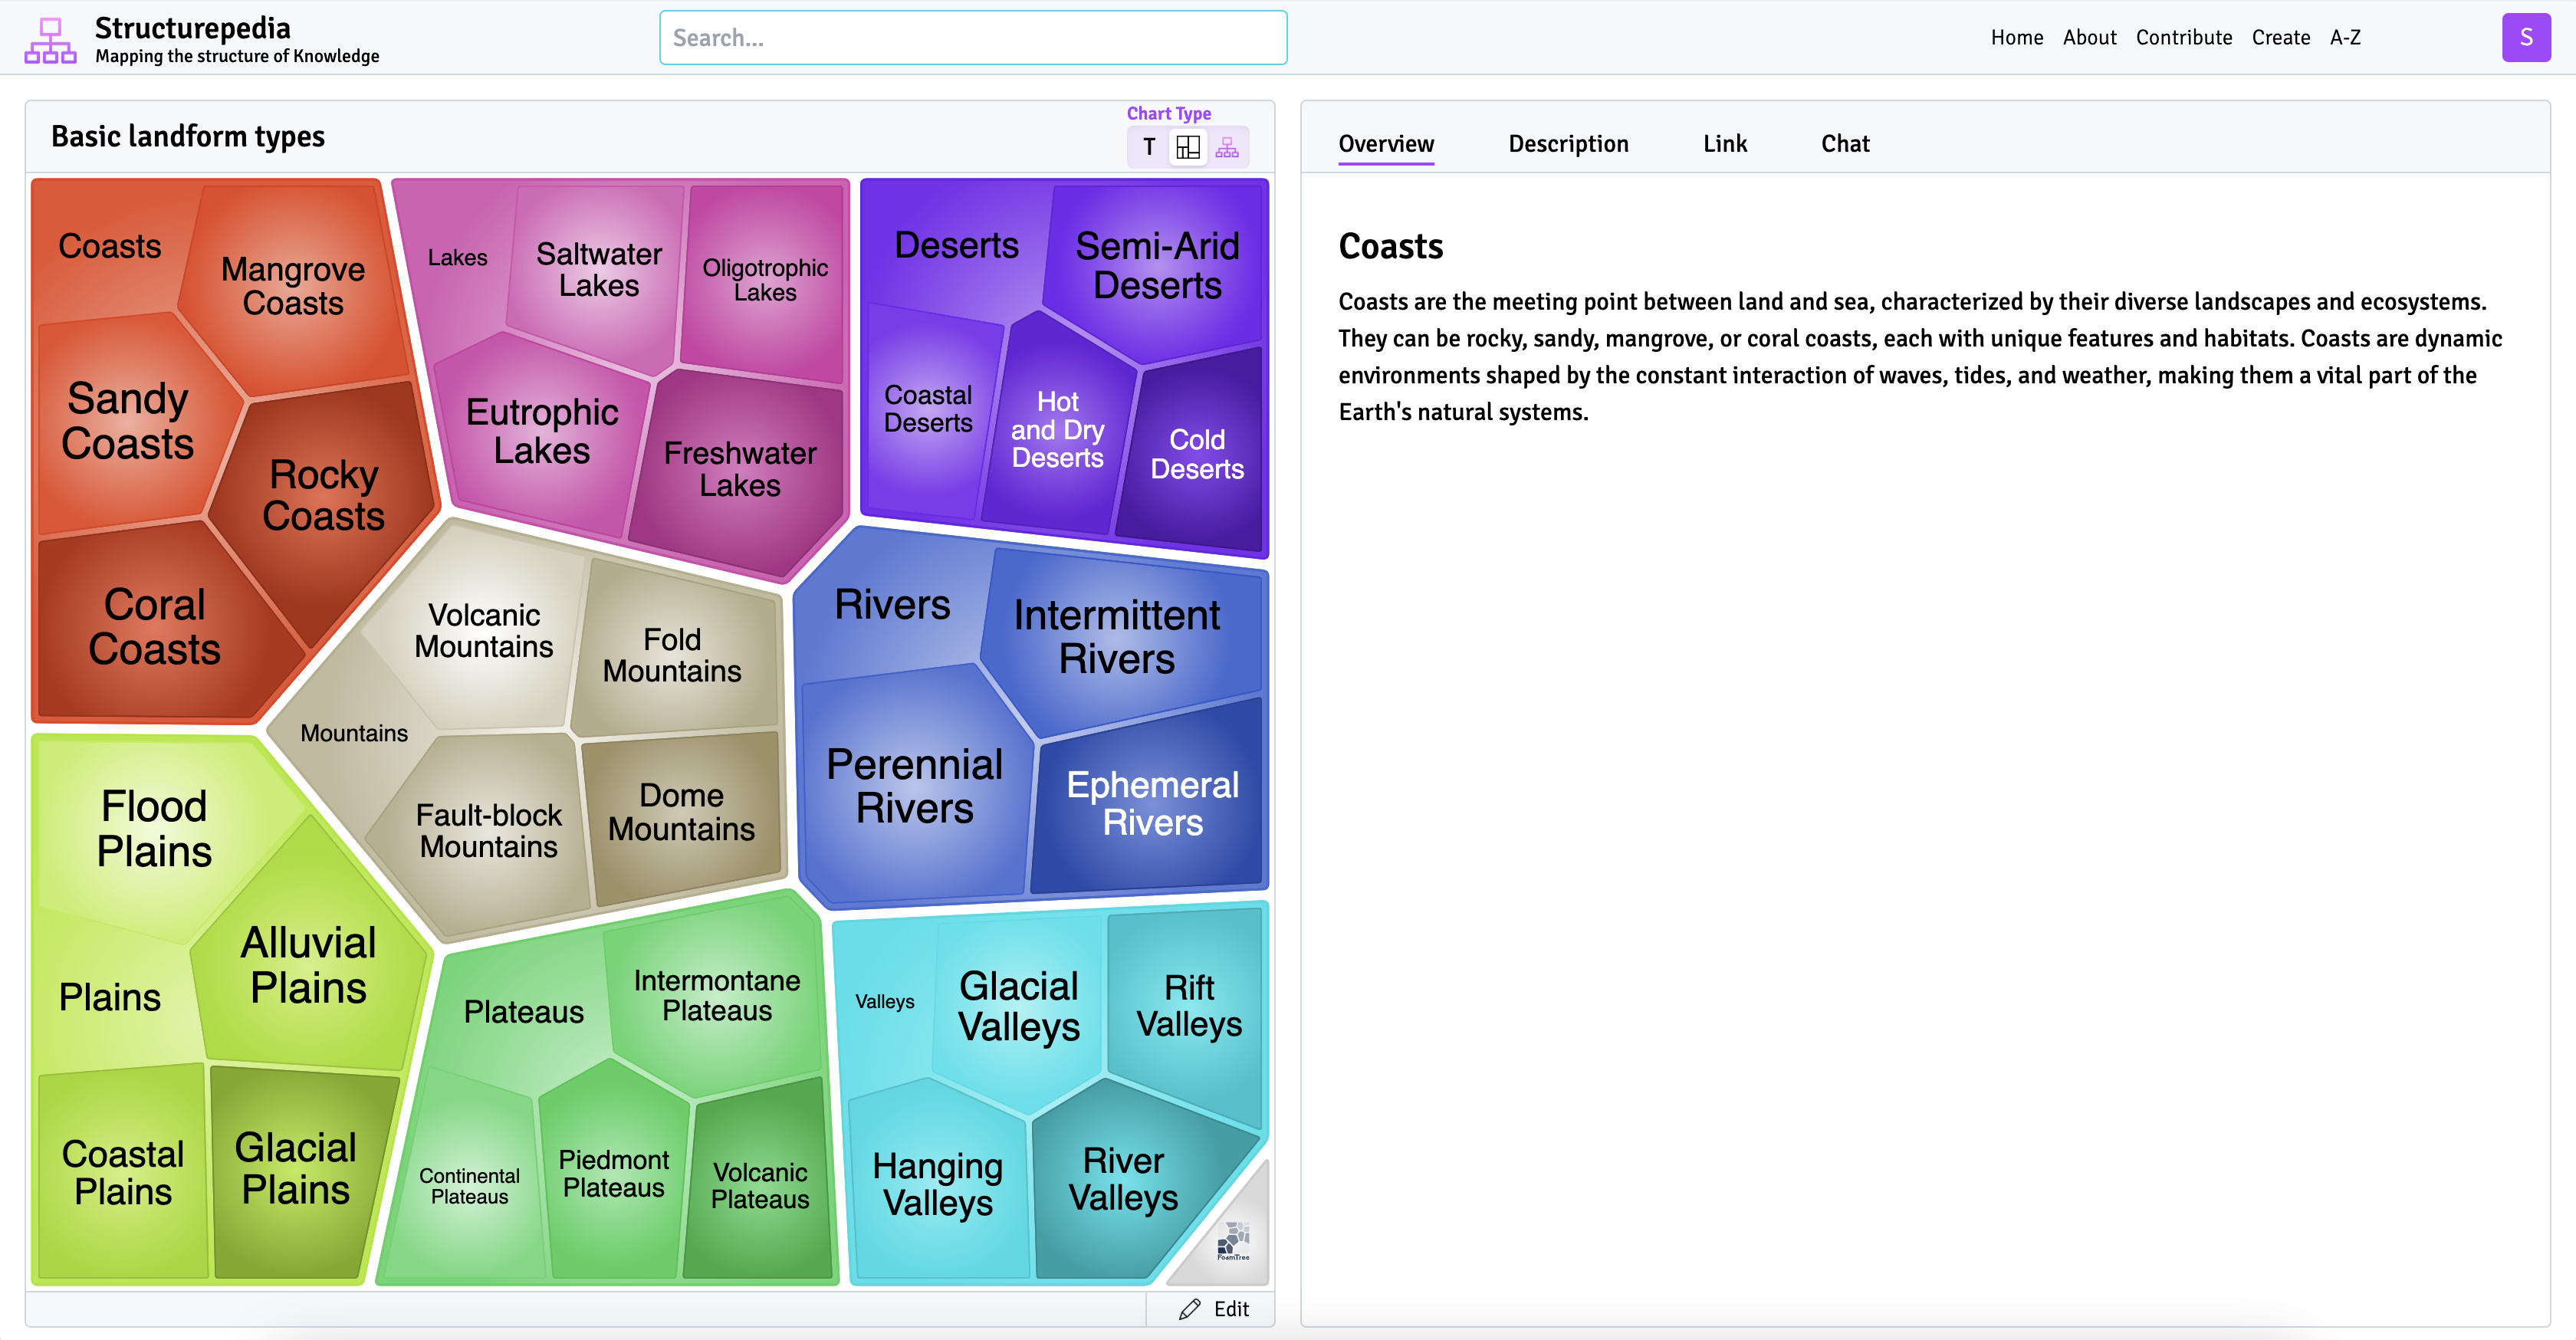 Structurepedia
Mapping the structure of Knowledge
Search...
Home About Contribute Create A-Z
S
Basic landform types
Chart Type
T
Coasts
Mangrove
Coasts
Sandy
Coasts
Rocky
Coasts
Coral
Coasts
Lakes
Saltwater
Lakes
Oligotrophic
Lakes
Eutrophic
Lakes
Freshwater
Lakes
Deserts
Semi-Arid
Deserts
Coastal
Deserts
Hot
and Dry
Deserts
Cold
Deserts
Volcanic
Mountains
Fold
Mountains
Mountains
Fault-block
Mountains
Dome
Mountains
Rivers
Intermittent
Rivers
Perennial
Rivers
Ephemeral
Rivers
Flood
Plains
Alluvial
Plains
Plains
Coastal
Plains
Glacial
Plains
Plateaus
Intermontane
Plateaus
Continental
Plateaus
Piedmont
Plateaus
Volcanic
Plateaus
Valleys
Glacial
Valleys
Rift
Valleys
Hanging
Valleys
River
Valleys
FoamTree
Edit
Overview Description Link Chat
Coasts
Coasts are the meeting point between land and sea, characterized by their diverse landscapes and ecosystems.
They can be rocky, sandy, mangrove, or coral coasts, each with unique features and habitats. Coasts are dynamic
environments shaped by the constant interaction of waves, tides, and weather, making them a vital part of the
Earth's natural systems.